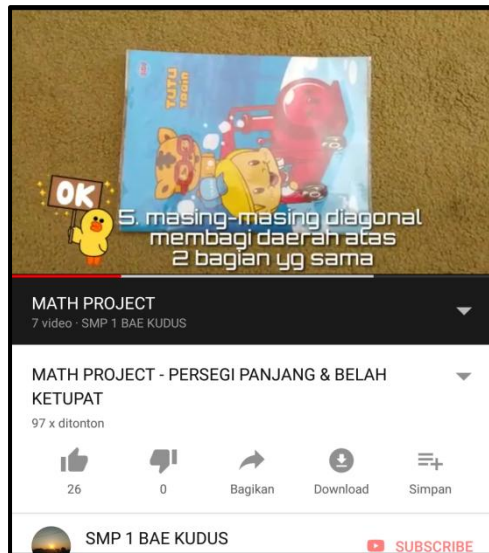 TUTU
TRAIN
OK
5. masing-masing diagonal
membagi daerah atas
2 bagian yg sama
MATH PROJECT
7 video · SMP 1 BAE KUDUS
MATH PROJECT - PERSEGI PANJANG & BELAH
KETUPAT
97 x ditonton
26
0
Bagikan
Download
Simpan
SMP 1 BAE KUDUS
SUBSCRIBE